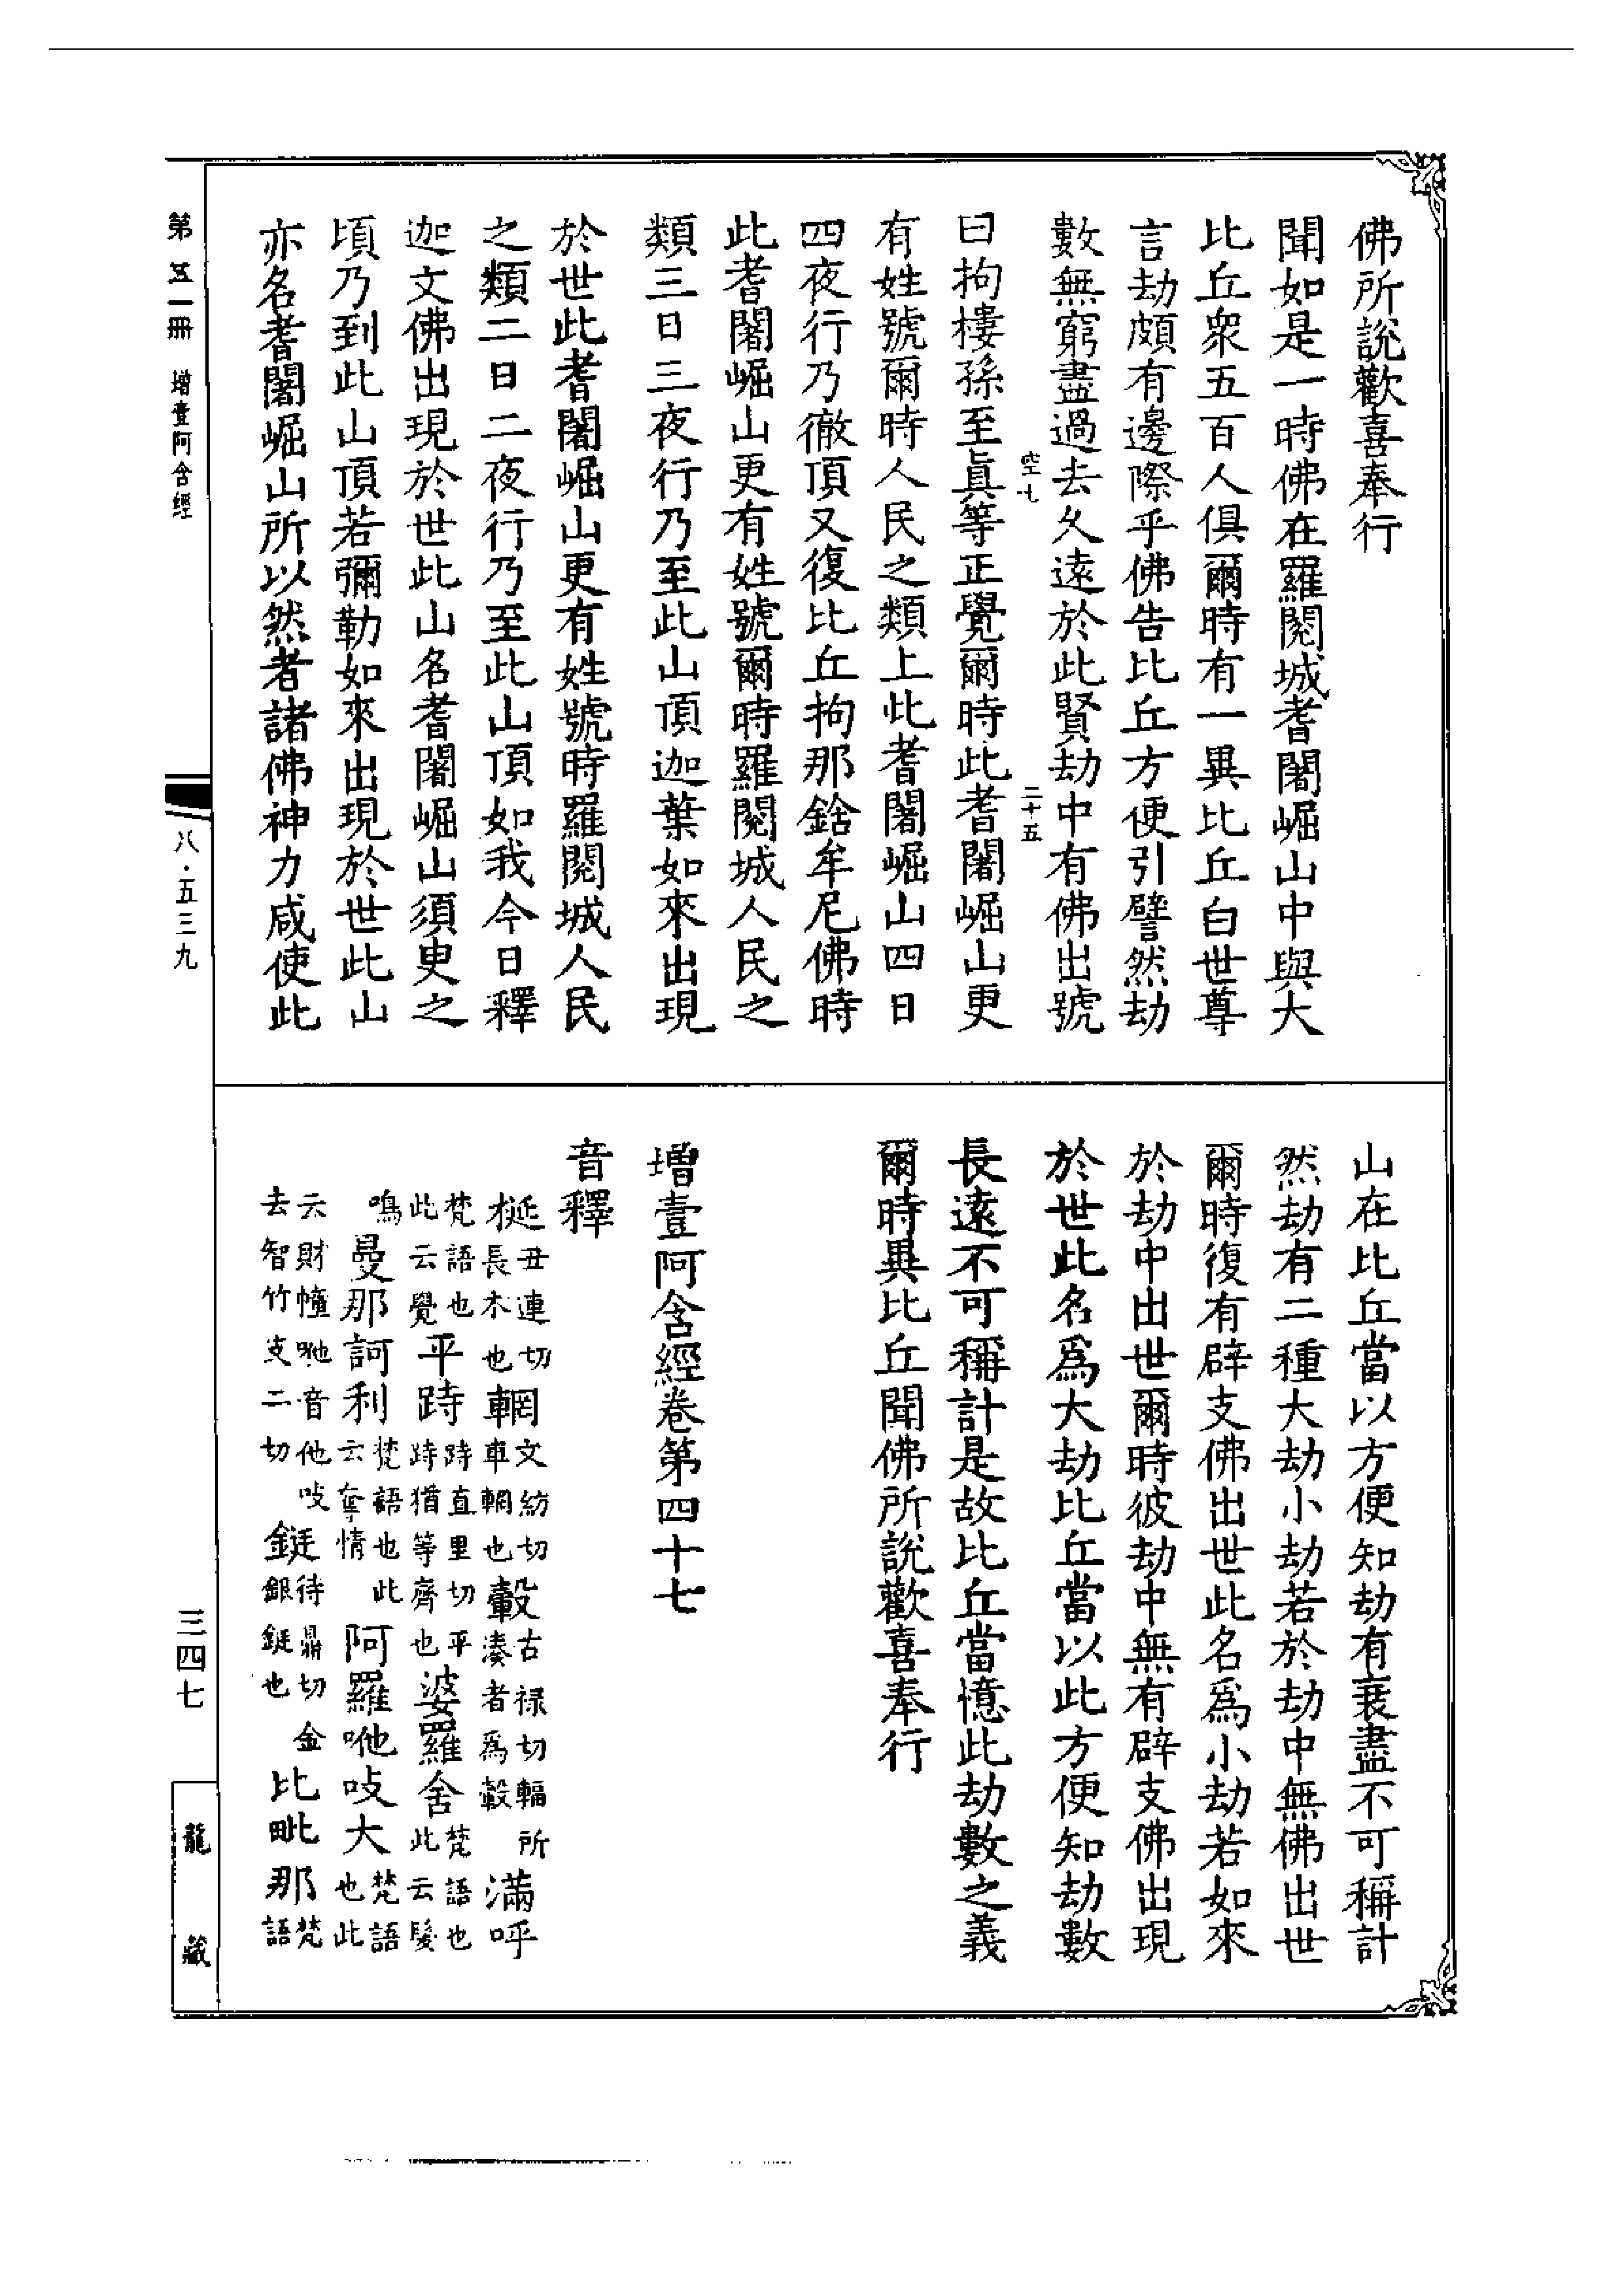 佛所說歡喜奉行
聞如是一時佛在羅閱城耆闍崛山中與大
比丘衆五百人俱爾時有一異比丘白世尊
言劫頗有邊際乎佛告比丘方便引譬然劫
數無窮盡過去久遠於此賢劫中有佛出號
空七 二十五
曰拘樓孫至眞等正覺爾時此耆闍崛山更
有姓號爾時人民之類上此耆闍崛山四日
四夜行乃徹頂又復比丘拘那鋡牟尼佛時
此耆闍崛山更有姓號爾時羅閱城人民之
類三日三夜行乃至此山頂迦葉如來出現
於世此耆闍崛山更有姓號時羅閱城人民
之類二日二夜行乃至此山頂如我今日釋
迦文佛出現於世此山名耆闍崛山須臾之
頃乃到此山頂若彌勒如來出現於世此山
亦名耆闍崛山所以然者諸佛神力咸使此
山在比丘當以方便知劫有衰盡不可稱計
然劫有二種大劫小劫若於劫中無佛出世
爾時復有辟支佛出世此名爲小劫若如來
於劫中出世爾時彼劫中無有辟支佛出現
於世此名爲大劫比丘當以此方便知劫數
長遠不可稱計是故比丘當憶此劫數之義
爾時異比丘聞佛所說歡喜奉行
增壹阿含經卷第四十七
音釋
梴丑連切長木也輞文紡切車輞也轂古禄切輻所湊者爲轂滿呼
梵語也此云覺平跱跱直里切平跱猶等齊也婆羅舍梵語也此云髮
鳴曼那訶利梵語也此云奪情阿羅吔吱大梵語也此
云財幢吔音他吱去智竹支二切鋌待鼎切金銀鋌也比毗那梵語
第五一冊 增壹阿含經
八·五三九
三四七
龍藏